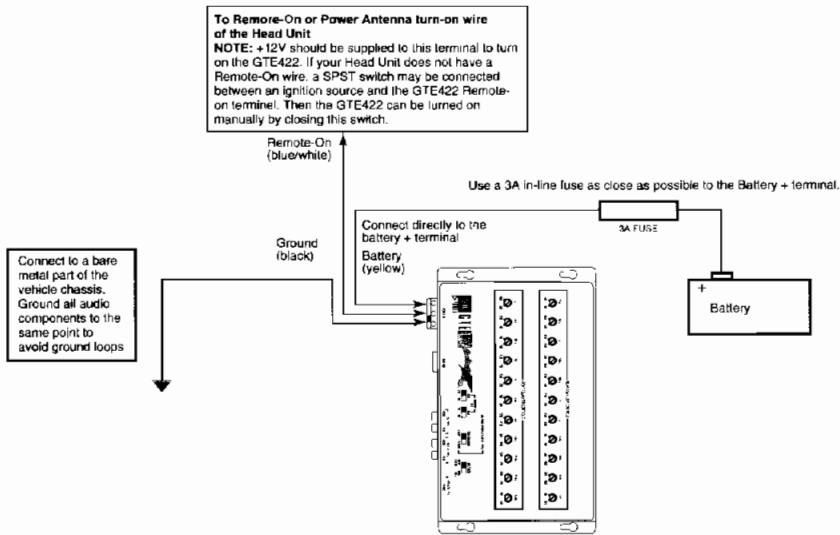 To Remore-On or Power Antenna turn-on wire
of the Head Unit
NOTE: +12V should be supplied to this terminal to turn
on the GTE422. If your Head Unit does not have a
Remote-On wire, a SPST switch may be connected
between an ignition source and the GTE422 Remote-
on terminel. Then the GTE422 can be turned on
manually by closing this switch.
Remote-On
(blue/white)
Use a 3A in-line fuse as close as possible to the Battery + terminal.
3A FUSE
Connect directly to the
battery + terminal
Battery
(yellow)
Ground
(black)
Connect to a bare
metal part of the
vehicle chassis.
Ground all audio
components to the
same point to
avoid ground loops
+
Battery